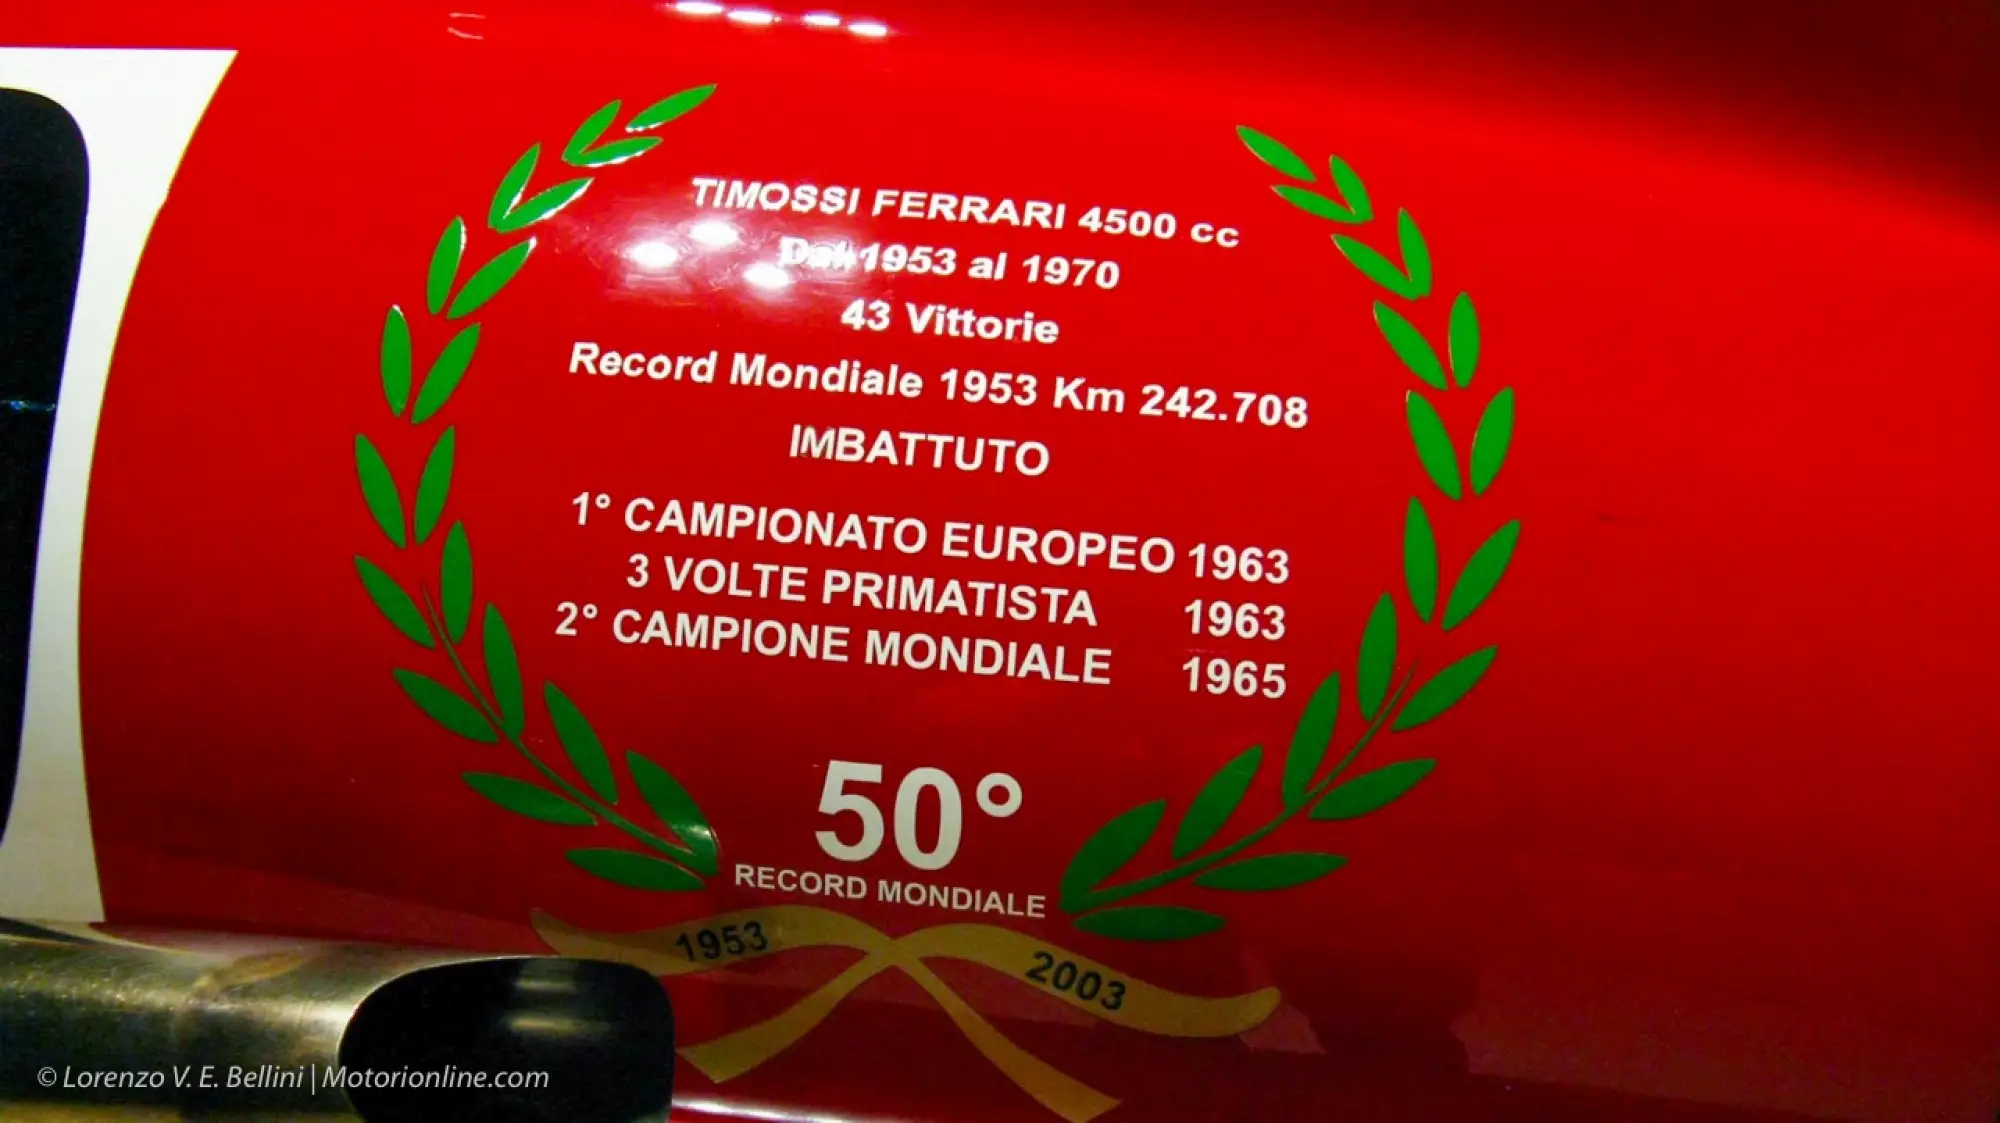 TIMOSSI FERRARI 4500 cc
Dal 1953 al 1970
43 Vittorie
Record Mondiale 1953 Km 242.708
IMBATTUTO
1° CAMPIONATO EUROPEO 1963
3 VOLTE PRIMATISTA 1963
2° CAMPIONE MONDIALE 1965
50°
RECORD MONDIALE
1953
2003
© Lorenzo V. E. Bellini | Motorionline.com